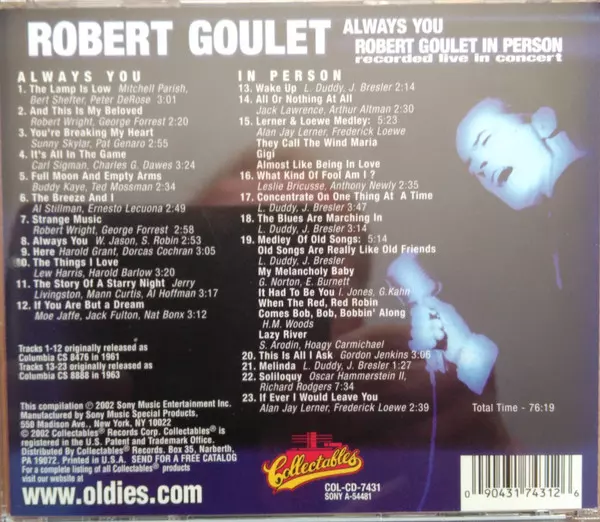 ROBERT GOULET
ALWAYS YOU
ROBERT GOULET IN PERSON
recorded live in concert
ALWAYS YOU
1. The Lamp Is Low Mitchell Parish,
Bert Shefter, Peter DeRose 3:01
2. And This Is My Beloved
Robert Wright, George Forrest 2:20
3. You're Breaking My Heart
Sunny Skylar, Pat Genaro 2:55
4. It's All In The Game
Carl Sigman, Charles G. Dawes 3:24
5. Full Moon And Empty Arms
Buddy Kaye, Ted Mossman 2:34
6. The Breeze And I
Al Stillman, Ernesto Lecuona 2:49
7. Strange Music
Robert Wright, George Forrest 2:58
8. Always You W. Jason, S. Robin 2:53
9. Here Harold Grant, Dorcas Cochran 3:05
10. The Things I Love
Lew Harris, Harold Barlow 3:20
11. The Story Of A Starry Night Jerry
Livingston, Mann Curtis, Al Hoffman 3:17
12. If You Are But a Dream
Moe Jaffe, Jack Fulton, Nat Bonx 3:12
Tracks 1-12 originally released as
Columbia CS 8476 in 1961
Tracks 13-23 originally released as
Columbia CS 8888 in 1963
IN PERSON
13. Wake Up L. Duddy, J. Bresler 2:14
14. All Or Nothing At All
Jack Lawrence, Arthur Altman 2:30
15. Lerner & Loewe Medley: 5:23
Alan Jay Lerner, Frederick Loewe
They Call The Wind Maria
Gigi
Almost Like Being In Love
16. What Kind Of Fool Am I ?
Leslie Bricusse, Anthony Newly 2:35
17. Concentrate On One Thing At A Time
L. Duddy, J. Bresler 3:47
18. The Blues Are Marching In
L. Duddy, J. Bresler 3:14
19. Medley Of Old Songs: 5:14
Old Songs Are Really Like Old Friends
L. Duddy, J. Bresler
My Melancholy Baby
G. Norton, E. Burnett
It Had To Be You I. Jones, G.Kahn
When The Red, Red Robin
Comes Bob, Bob, Bobbin' Along
H.M. Woods
Lazy River
S. Arodin, Hoagy Carmichael
20. This Is All I Ask Gordon Jenkins 3:06
21. Melinda L. Duddy, J. Bresler 1:27
22. Soliloquy Oscar Hammerstein II,
Richard Rodgers 7:34
23. If Ever I Would Leave You
Alan Jay Lerner, Frederick Loewe 2:39
Total Time - 76:19
This compilation ℗ 2002 Sony Music Entertainment Inc.
Manufactured by Sony Music Special Products,
550 Madison Ave., New York, NY 10022
© 2002 Collectables® Records Corp. Collectables® is
registered in the U.S. Patent and Trademark Office.
Distributed by Collectables® Records. Box 35, Narberth,
PA 19072. Printed in U.S.A. SEND FOR A FREE CATALOG
For a complete listing of all Collectables® products
visit our website at
www.oldies.com
Collectables
COL-CD-7431
SONY A-54481
0 90431 74312 6